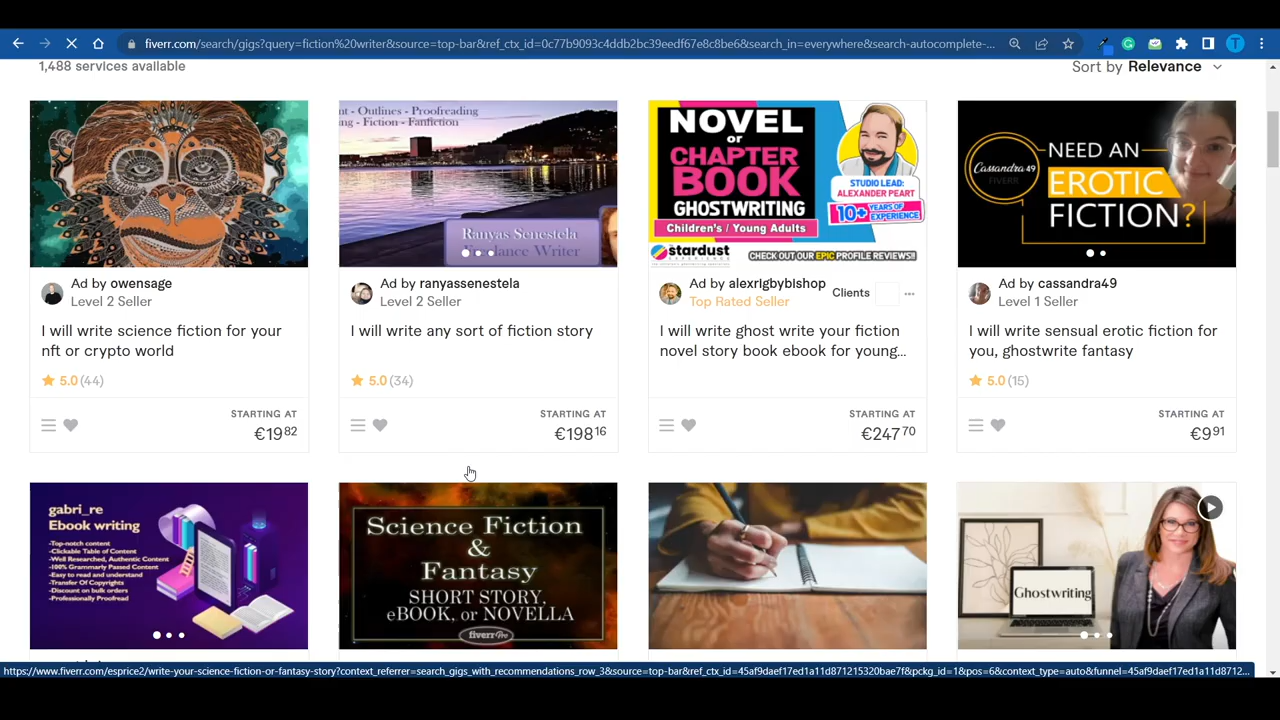 fiverr.com/search/gigs?query=fiction%20writer&source=top-bar&ref_ctx_id=0c77b9093c4ddb2bc39eedf67e8c8be6&search_in=everywhere&search-autocomplete-...
T
1,488 services available
Sort by Relevance
nt - Outlines - Proofreading
ng - Fiction - Fanfiction
Ranyas Senestela
lance Writer
NOVEL
or
CHAPTER
BOOK
GHOSTWRITING
Children's / Young Adults
STUDIO LEAD:
ALEXANDER PEART
10+ YEARS OF EXPERIENCE
stardust
CHECK OUT OUR EPIC PROFILE REVIEWS!!
Cassandra 49
FIVERR
NEED AN
EROTIC
FICTION?
Ad by owensage
Level 2 Seller
I will write science fiction for your
nft or crypto world
5.0 (44)
STARTING AT
€19 82
Ad by ranyassenestela
Level 2 Seller
I will write any sort of fiction story
5.0 (34)
STARTING AT
€198 16
Ad by alexrigbybishop
Top Rated Seller
Clients
I will write ghost write your fiction
novel story book ebook for young...
STARTING AT
€247 70
Ad by cassandra49
Level 1 Seller
I will write sensual erotic fiction for
you, ghostwrite fantasy
5.0 (15)
STARTING AT
€9 91
gabri_re
Ebook writing
-Top-notch content
-Clickable Table of Content
-Well Researched, Authentic Content
-100% Grammarly Passed Content
-Easy to read and understand
-Transfer Of Copyrights
-Discount on bulk orders
-Professionally Proofread
Science Fiction
&
Fantasy
SHORT STORY,
eBOOK, or NOVELLA
fiverr Pro
Ghostwriting
https://www.fiverr.com/esprice2/write-your-science-fiction-or-fantasy-story?context_referrer=search_gigs_with_recommendations_row_3&source=top-bar&ref_ctx_id=45af9daef17ed1a11d871215320bae7f&pckg_id=1&pos=6&context_type=auto&funnel=45af9daef17ed1a11d8712...